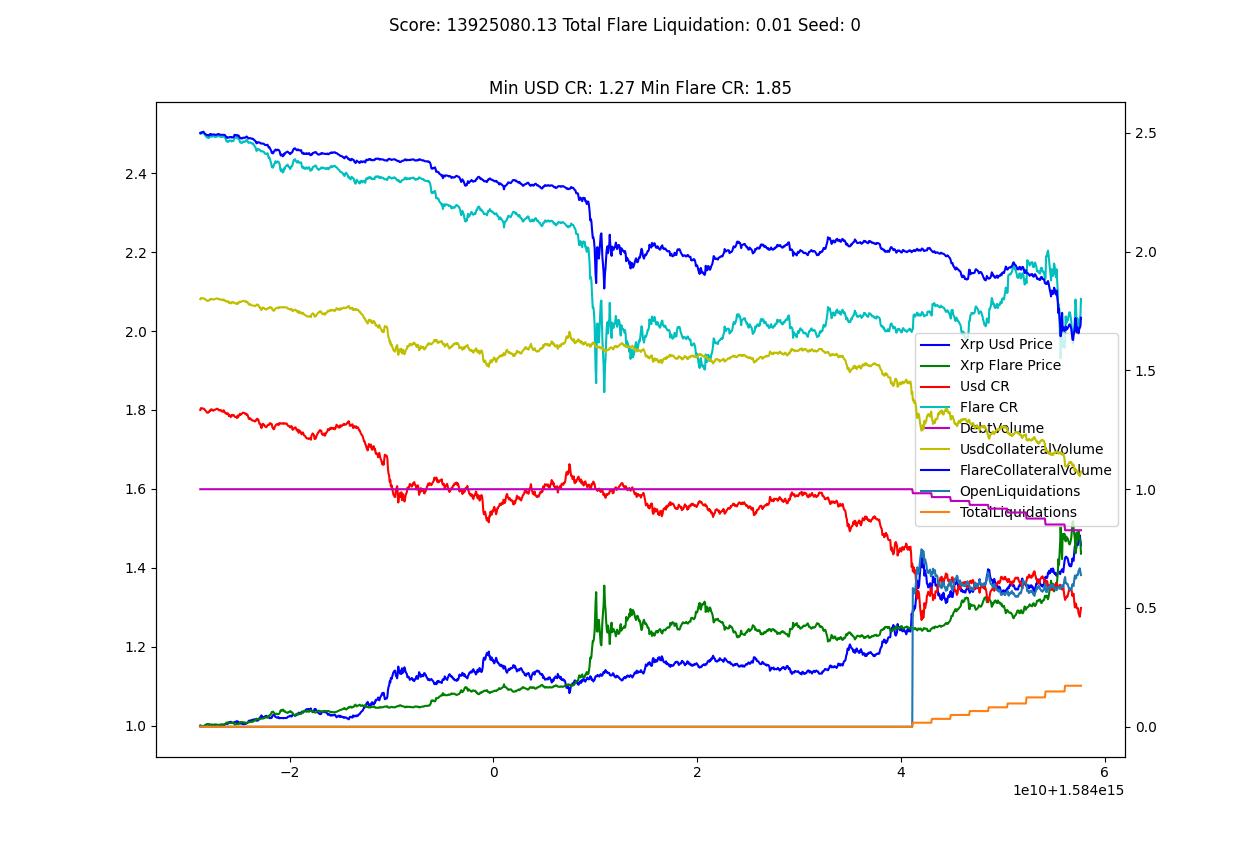 Score: 13925080.13 Total Flare Liquidation: 0.01 Seed: 0
Min USD CR: 1.27 Min Flare CR: 1.85
2.4
2.2
2.0
1.8
1.6
1.4
1.2
1.0
2.5
2.0
1.5
1.0
0.5
0.0
Xrp Usd Price
Xrp Flare Price
Usd CR
Flare CR
DebtVolume
UsdCollateralVolume
FlareCollateralVolume
OpenLiquidations
TotalLiquidations
−2
0
2
4
6
1e10+1.584e15